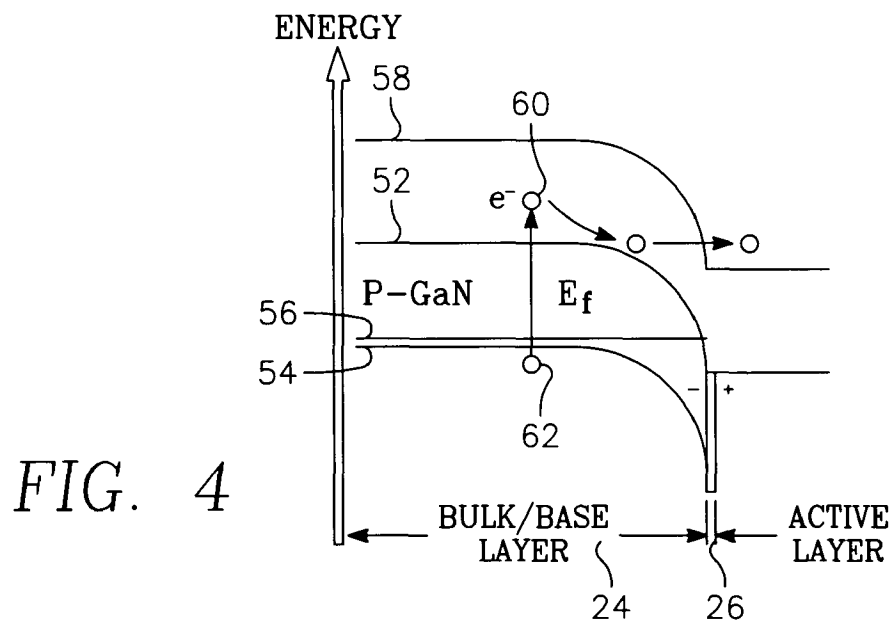 ENERGY
58
60
52
e⁻
P-GaN
E_f
56
54
- +
62
FIG. 4
BULK/BASE
LAYER
ACTIVE
LAYER
24
26